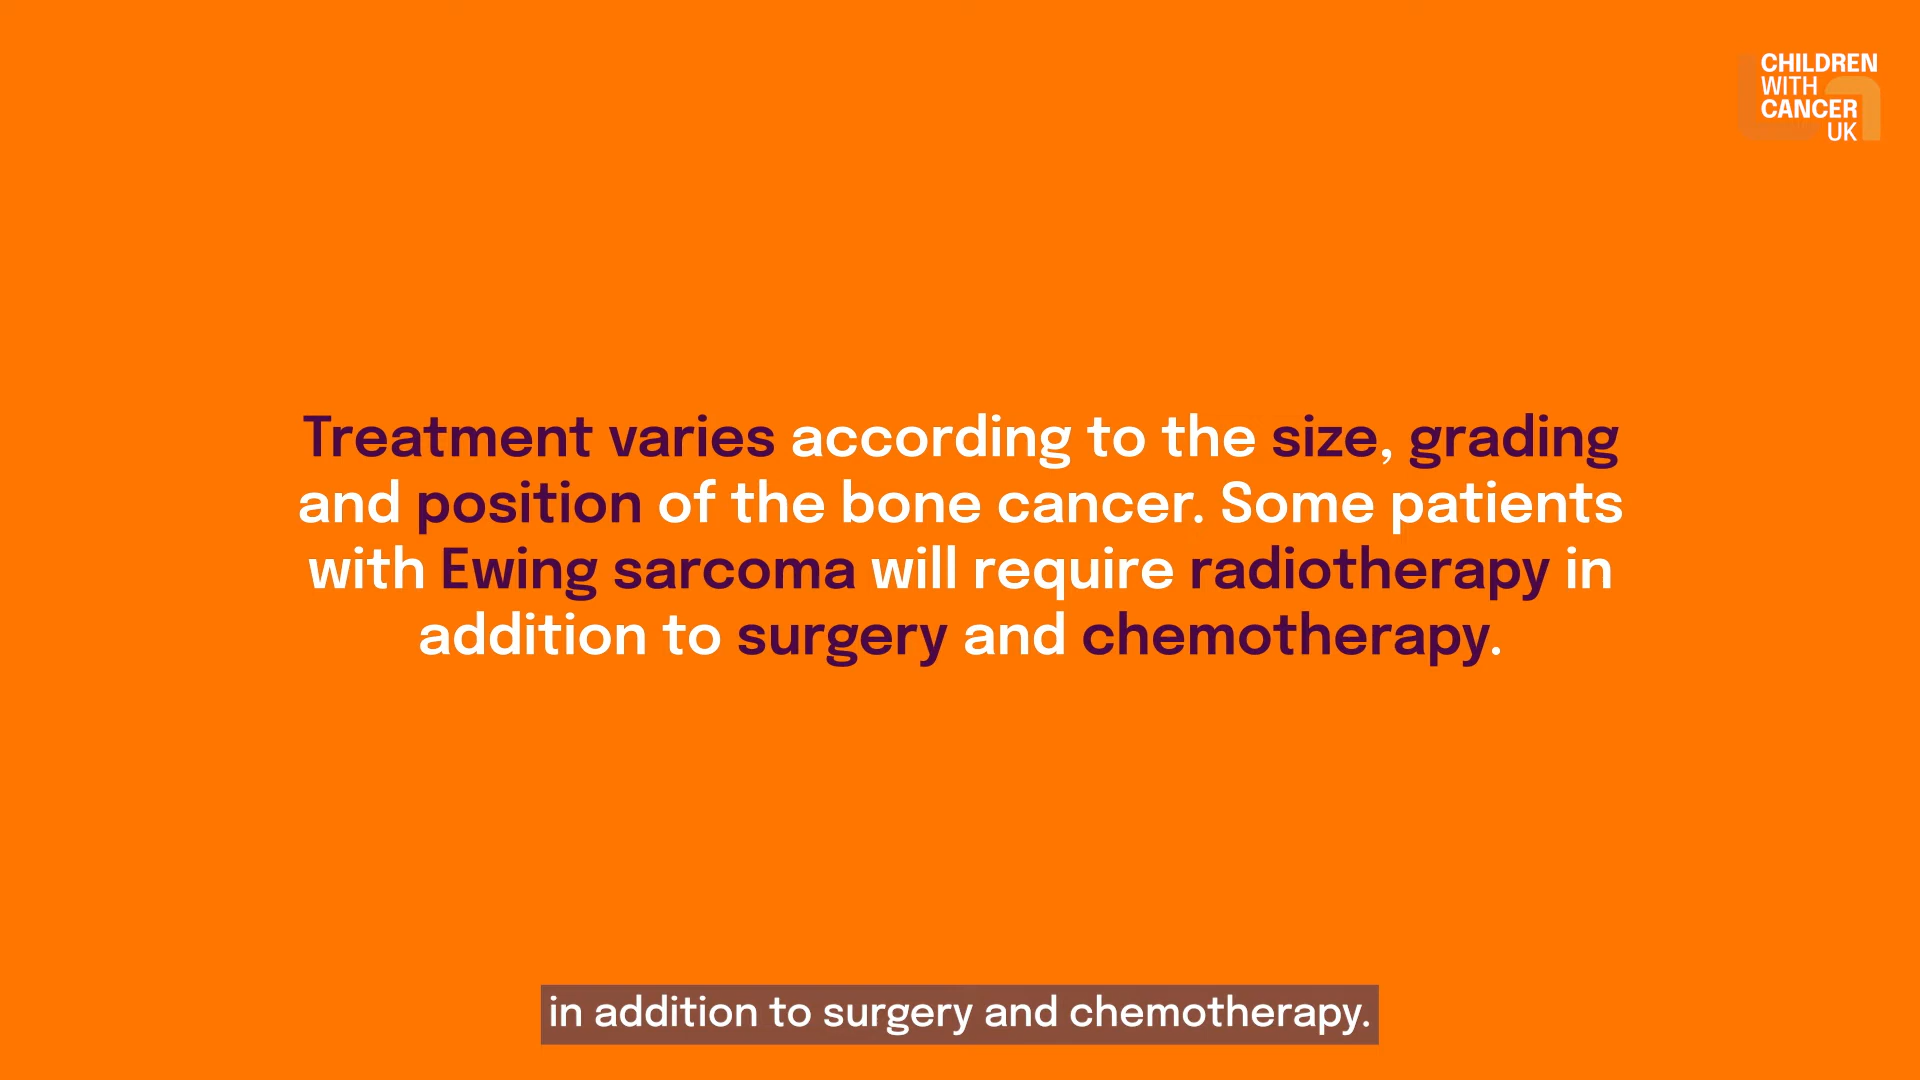 CHILDREN
WITH
CANCER
UK
Treatment varies according to the size, grading
and position of the bone cancer. Some patients
with Ewing sarcoma will require radiotherapy in
addition to surgery and chemotherapy.
in addition to surgery and chemotherapy.